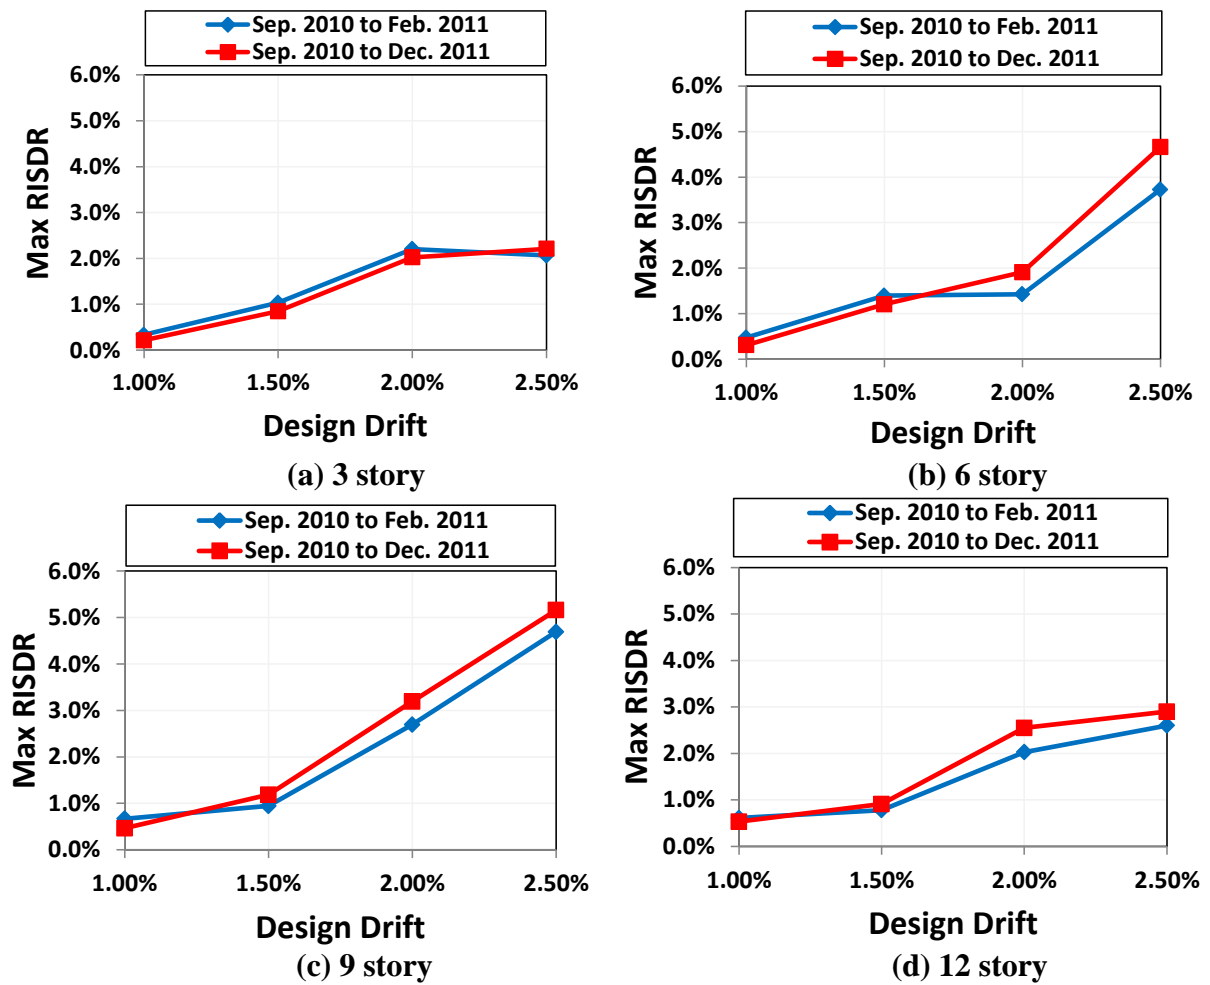 Sep. 2010 to Feb. 2011
Sep. 2010 to Dec. 2011
6.0%
5.0%
4.0%
3.0%
2.0%
1.0%
0.0%
Max RISDR
1.00% 1.50% 2.00% 2.50%
Design Drift
(a) 3 story
Sep. 2010 to Feb. 2011
Sep. 2010 to Dec. 2011
6.0%
5.0%
4.0%
3.0%
2.0%
1.0%
0.0%
Max RISDR
1.00% 1.50% 2.00% 2.50%
Design Drift
(b) 6 story
Sep. 2010 to Feb. 2011
Sep. 2010 to Dec. 2011
6.0%
5.0%
4.0%
3.0%
2.0%
1.0%
0.0%
Max RISDR
1.00% 1.50% 2.00% 2.50%
Design Drift
(c) 9 story
Sep. 2010 to Feb. 2011
Sep. 2010 to Dec. 2011
6.0%
5.0%
4.0%
3.0%
2.0%
1.0%
0.0%
Max RISDR
1.00% 1.50% 2.00% 2.50%
Design Drift
(d) 12 story